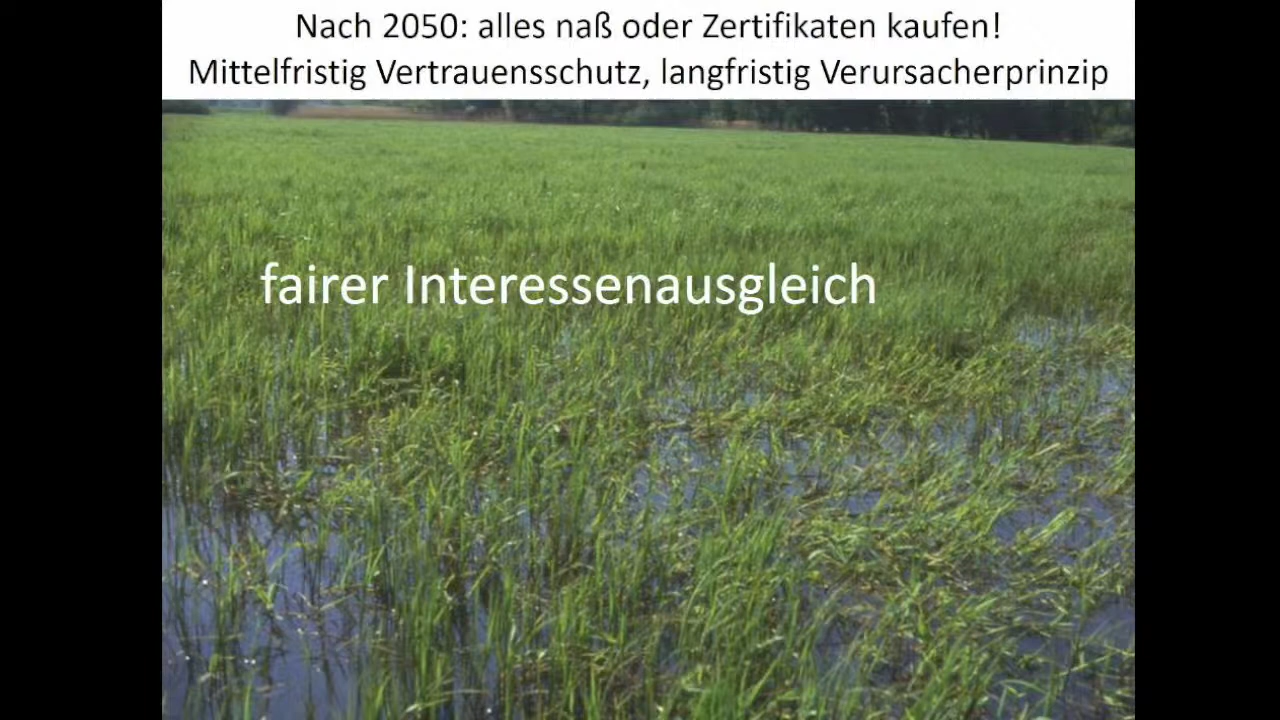 Nach 2050: alles naß oder Zertifikaten kaufen!
Mittelfristig Vertrauensschutz, langfristig Verursacherprinzip
fairer Interessenausgleich